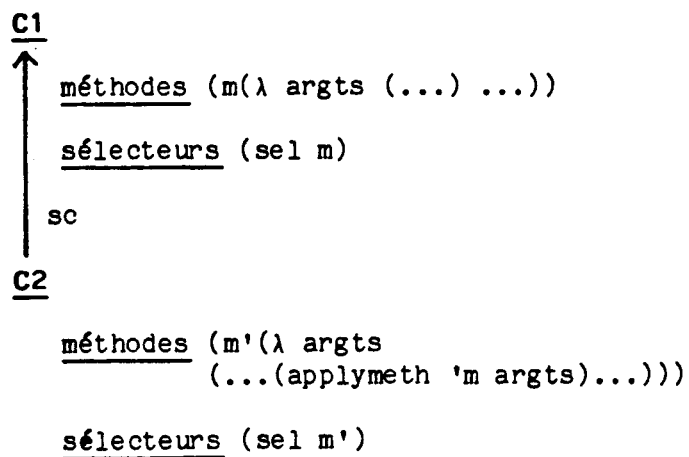 C1
méthodes (m(λ argts (...) ...))
sélecteurs (sel m)
sc
C2
méthodes (m'(λ argts
(...(applymeth 'm argts)...)))
sélecteurs (sel m')